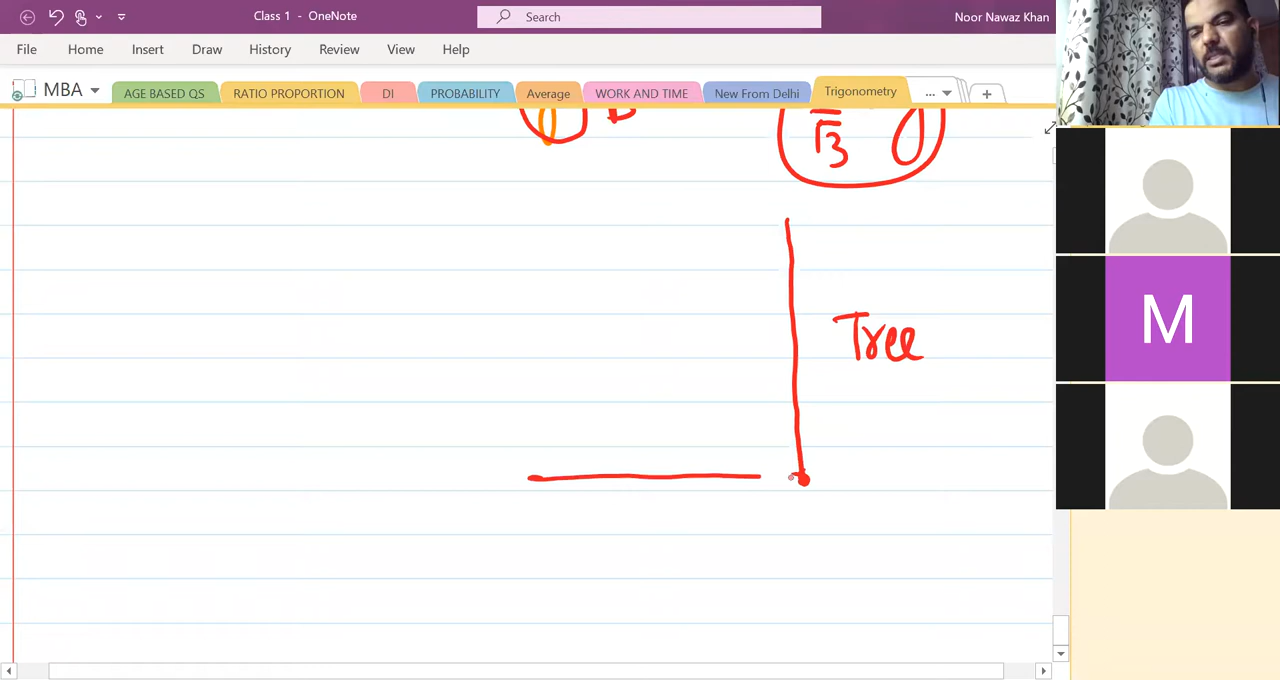 Class 1 - OneNote
Search
Noor Nawaz Khan
File Home Insert Draw History Review View Help
MBA AGE BASED QS RATIO PROPORTION DI PROBABILITY Average WORK AND TIME New From Delhi Trigonometry ... +
√3
Tree
M